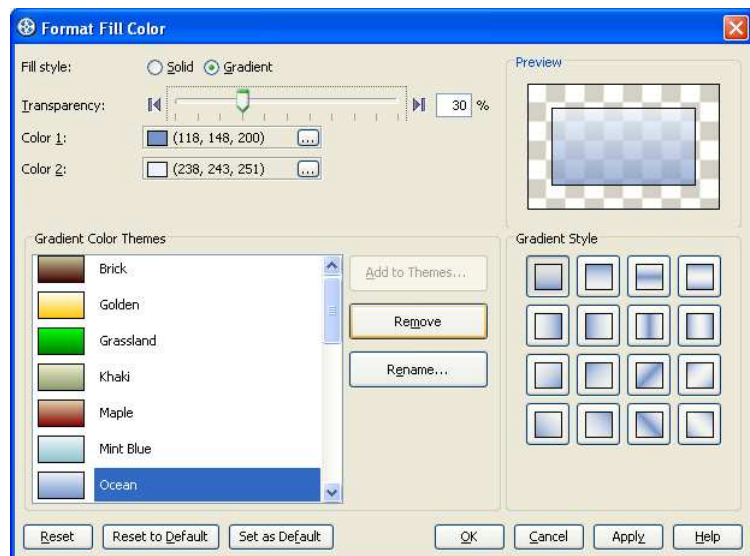 Format Fill Color
Fill style:
Solid
Gradient
Transparency:
30 %
Color 1:
(118, 148, 200)
...
Color 2:
(238, 243, 251)
...
Preview
Gradient Color Themes
Brick
Golden
Grassland
Khaki
Maple
Mint Blue
Ocean
Add to Themes...
Remove
Rename...
Gradient Style
Reset
Reset to Default
Set as Default
OK
Cancel
Apply
Help